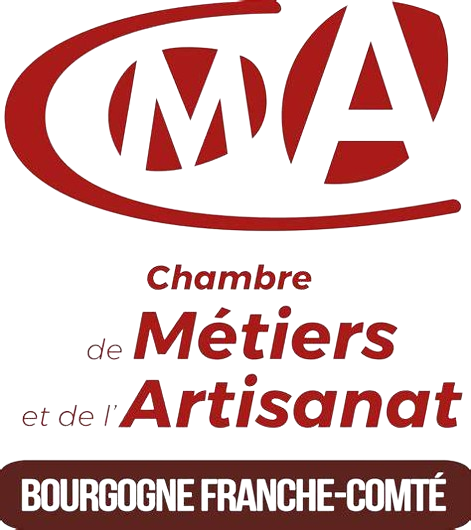 CMA
Chambre
de Métiers
et de l'Artisanat
BOURGOGNE FRANCHE-COMTÉ